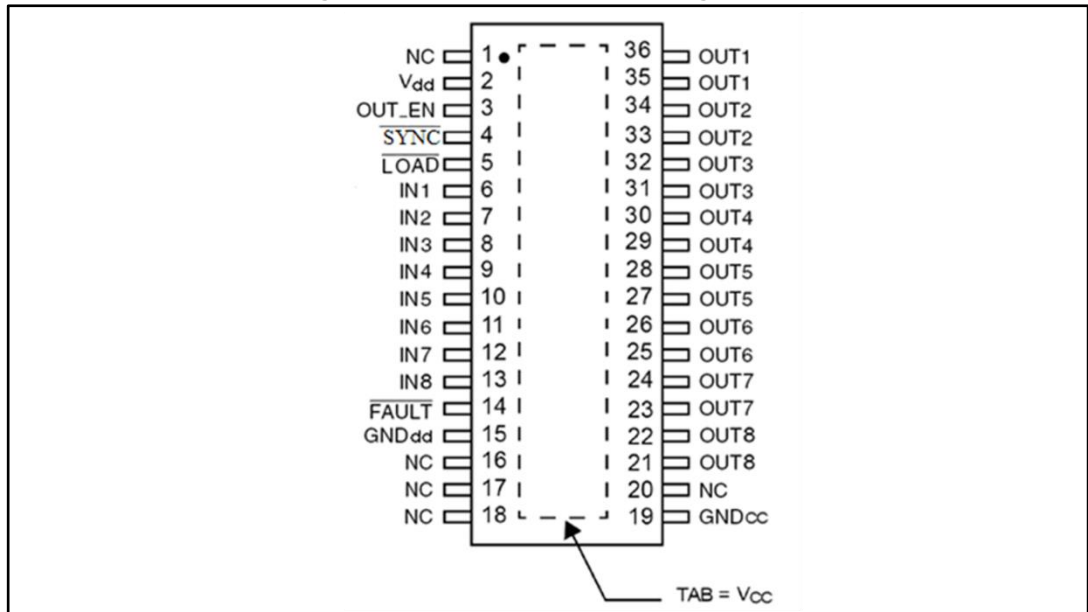 NC 1 36 OUT1
Vdd 2 35 OUT1
OUT_EN 3 34 OUT2
SYNC 4 33 OUT2
LOAD 5 32 OUT3
IN1 6 31 OUT3
IN2 7 30 OUT4
IN3 8 29 OUT4
IN4 9 28 OUT5
IN5 10 27 OUT5
IN6 11 26 OUT6
IN7 12 25 OUT6
IN8 13 24 OUT7
FAULT 14 23 OUT7
GNDdd 15 22 OUT8
NC 16 21 OUT8
NC 17 20 NC
NC 18 19 GNDcc
TAB = Vcc